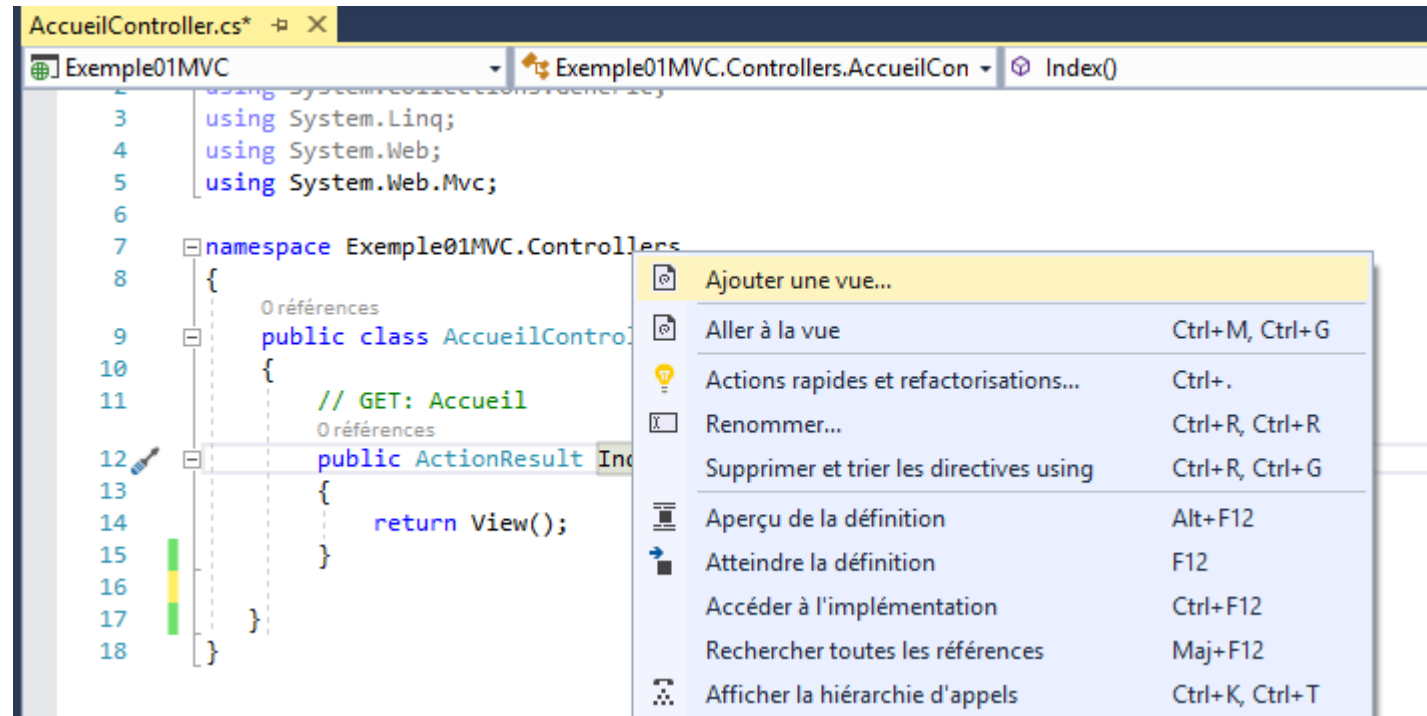 AccueilController.cs*
Exemple01MVC Exemple01MVC.Controllers.AccueilCon Index()
2 using System.Collections.Generic;
3 using System.Linq;
4 using System.Web;
5 using System.Web.Mvc;
6
7 namespace Exemple01MVC.Controllers
8 {
0 références
9 public class AccueilControl
10 {
11 // GET: Accueil
0 références
12 public ActionResult Ind
13 {
14 return View();
15 }
16
17 }
18 }
Ajouter une vue...
Aller à la vue Ctrl+M, Ctrl+G
Actions rapides et refactorisations... Ctrl+.
Renommer... Ctrl+R, Ctrl+R
Supprimer et trier les directives using Ctrl+R, Ctrl+G
Aperçu de la définition Alt+F12
Atteindre la définition F12
Accéder à l'implémentation Ctrl+F12
Rechercher toutes les références Maj+F12
Afficher la hiérarchie d'appels Ctrl+K, Ctrl+T